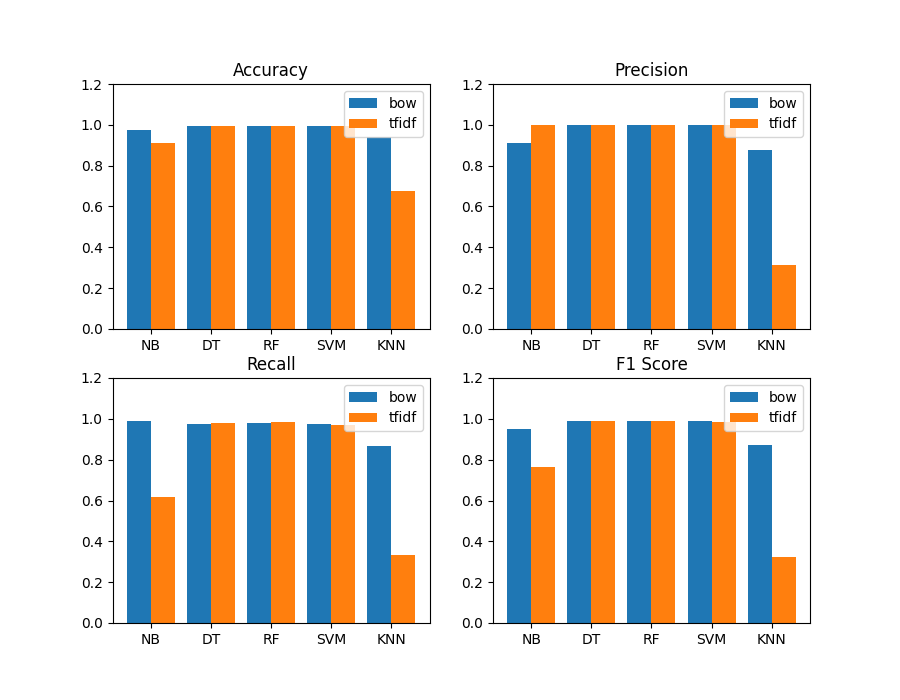 Accuracy
1.2
1.0
0.8
0.6
0.4
0.2
0.0
bow
tfidf
NB DT RF SVM KNN
Precision
1.2
1.0
0.8
0.6
0.4
0.2
0.0
bow
tfidf
NB DT RF SVM KNN
Recall
1.2
1.0
0.8
0.6
0.4
0.2
0.0
bow
tfidf
NB DT RF SVM KNN
F1 Score
1.2
1.0
0.8
0.6
0.4
0.2
0.0
bow
tfidf
NB DT RF SVM KNN